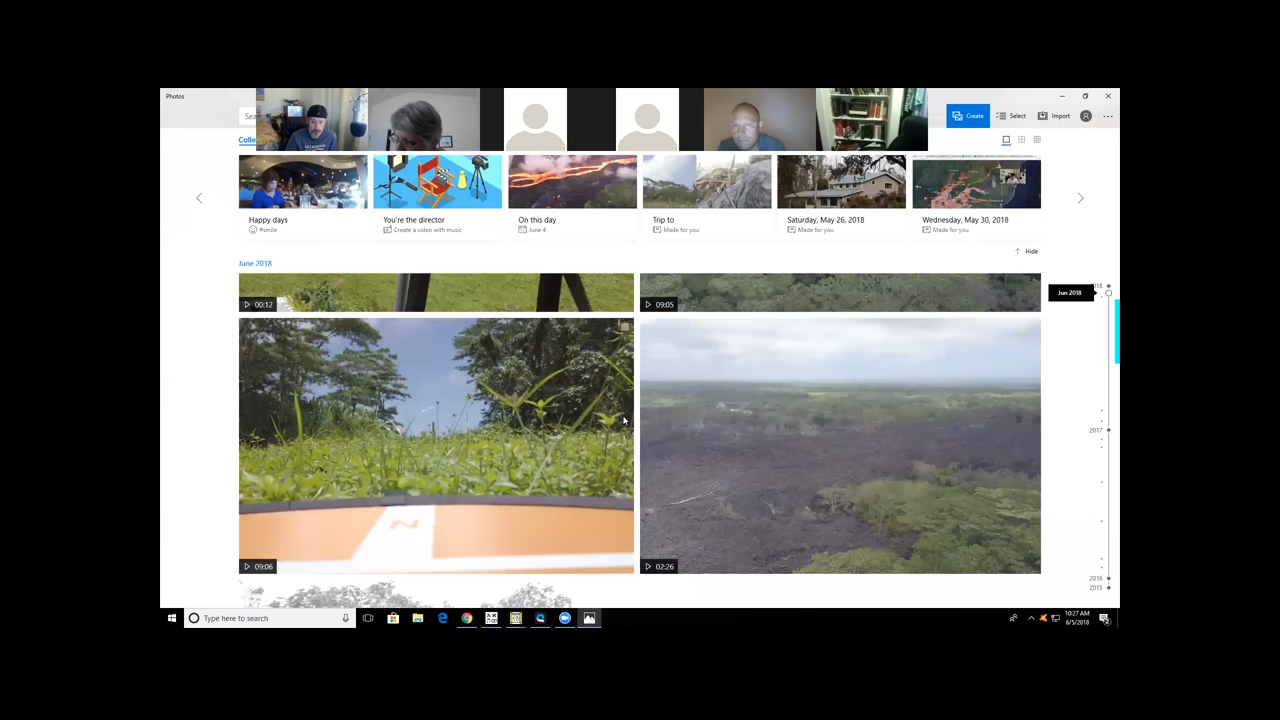 Photos
Sea
Create
Select
Import
Colle
Happy days
#smile
You're the director
Create a video with music
On this day
June 4
Trip to
Made for you
Saturday, May 26, 2018
Made for you
Wednesday, May 30, 2018
Made for you
Hide
June 2018
00:12
09:05
Jun 2018
2017
09:06
02:26
2016
2015
Type here to search
10:27 AM
6/5/2018